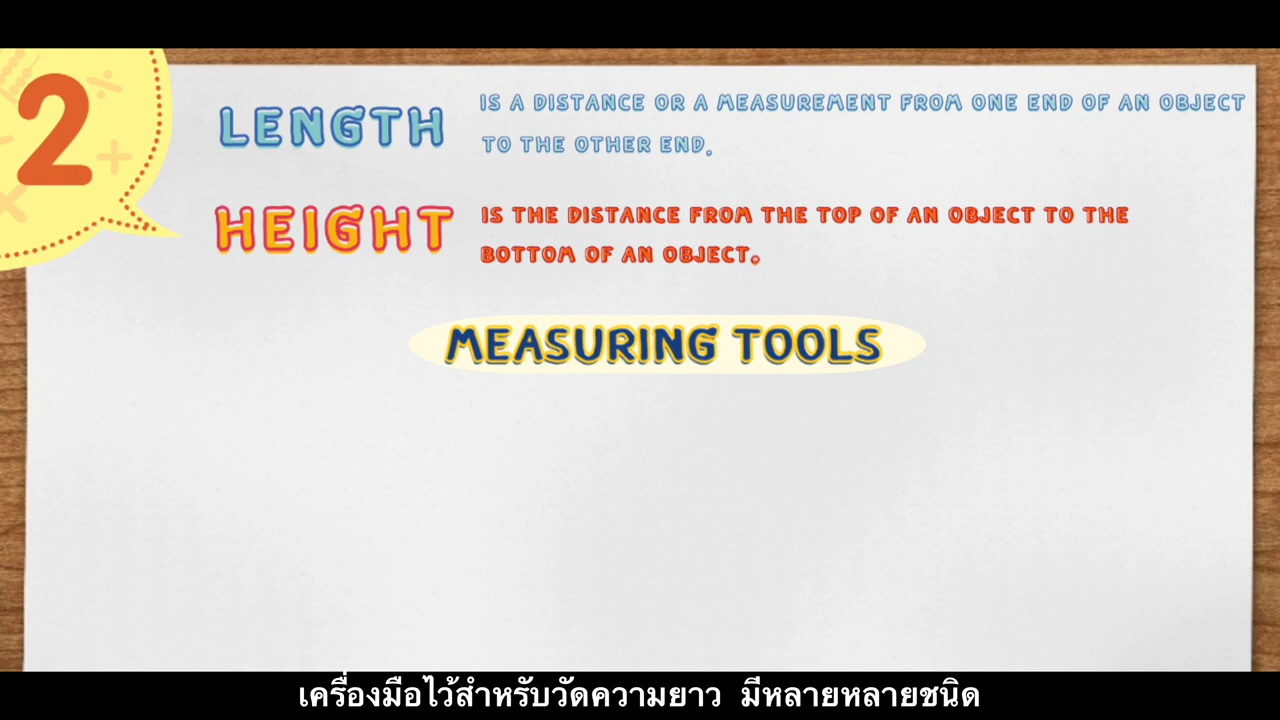 2
LENGTH
IS A DISTANCE OR A MEASUREMENT FROM ONE END OF AN OBJECT
TO THE OTHER END.
HEIGHT
IS THE DISTANCE FROM THE TOP OF AN OBJECT TO THE
BOTTOM OF AN OBJECT.
MEASURING TOOLS
เครื่องมือไว้สำหรับวัดความยาว มีหลายหลายชนิด